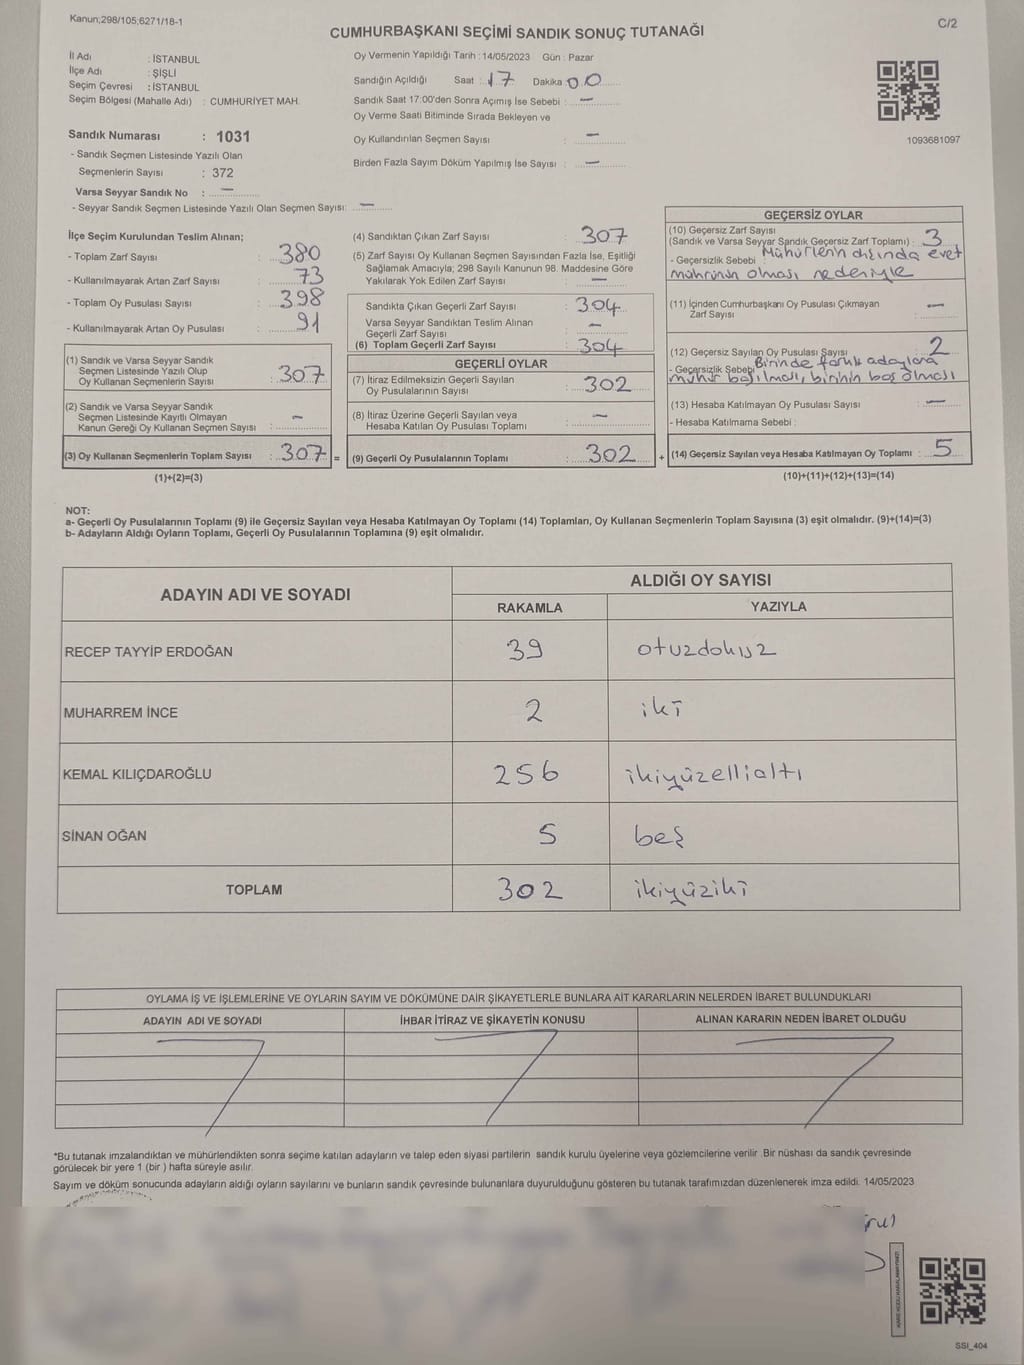 Kanun;298/105;6271/18-1
C/2
CUMHURBAŞKANI SEÇİMİ SANDIK SONUÇ TUTANAĞI
İl Adı : İSTANBUL
İlçe Adı : ŞİŞLİ
Seçim Çevresi : İSTANBUL
Seçim Bölgesi (Mahalle Adı) : CUMHURİYET MAH.
Sandık Numarası : 1031
- Sandık Seçmen Listesinde Yazılı Olan
Seçmenlerin Sayısı : 372
Varsa Seyyar Sandık No : —
- Seyyar Sandık Seçmen Listesinde Yazılı Olan Seçmen Sayısı: —
Oy Vermenin Yapıldığı Tarih : 14/05/2023 Gün : Pazar
Sandığın Açıldığı Saat : 17 Dakika 00
Sandık Saat 17:00'den Sonra Açımış İse Sebebi : —
Oy Verme Saati Bitiminde Sırada Bekleyen ve
Oy Kullandırılan Seçmen Sayısı : —
Birden Fazla Sayım Döküm Yapılmış İse Sayısı : —
1093681097
İlçe Seçim Kurulundan Teslim Alınan;
- Toplam Zarf Sayısı : 380
- Kullanılmayarak Artan Zarf Sayısı : 73
- Toplam Oy Pusulası Sayısı : 398
- Kullanılmayarak Artan Oy Pusulası : 91
(1) Sandık ve Varsa Seyyar Sandık
Seçmen Listesinde Yazılı Olup
Oy Kullanan Seçmenlerin Sayısı : 307
(2) Sandık ve Varsa Seyyar Sandık
Seçmen Listesinde Kayıtlı Olmayan
Kanun Gereği Oy Kullanan Seçmen Sayısı : —
(3) Oy Kullanan Seçmenlerin Toplam Sayısı : 307 =
(1)+(2)=(3)
(4) Sandıktan Çıkan Zarf Sayısı : 307
(5) Zarf Sayısı Oy Kullanan Seçmen Sayısından Fazla İse, Eşitliği
Sağlamak Amacıyla; 298 Sayılı Kanunun 98. Maddesine Göre
Yakılarak Yok Edilen Zarf Sayısı : —
Sandıkta Çıkan Geçerli Zarf Sayısı : 304
Varsa Seyyar Sandıktan Teslim Alınan
Geçerli Zarf Sayısı : —
(6) Toplam Geçerli Zarf Sayısı : 304
GEÇERLİ OYLAR
(7) İtiraz Edilmeksizin Geçerli Sayılan
Oy Pusulalarının Sayısı : 302
(8) İtiraz Üzerine Geçerli Sayılan veya
Hesaba Katılan Oy Pusulası Toplamı : —
(9) Geçerli Oy Pusulalarının Toplamı : 302 +
GEÇERSİZ OYLAR
(10) Geçersiz Zarf Sayısı
(Sandık ve Varsa Seyyar Sandık Geçersiz Zarf Toplamı) : 3
- Geçersizlik Sebebi : Mühürlerin dışında evet
mührünün olması nedeniyle
(11) İçinden Cumhurbaşkanı Oy Pusulası Çıkmayan
Zarf Sayısı : —
(12) Geçersiz Sayılan Oy Pusulası Sayısı : 2
- Geçersizlik Sebebi : Birinde farklı adaylara
mühür basılması, birinin boş olması
(13) Hesaba Katılmayan Oy Pusulası Sayısı : —
- Hesaba Katılmama Sebebi :
(14) Geçersiz Sayılan veya Hesaba Katılmayan Oy Toplamı : 5
(10)+(11)+(12)+(13)=(14)
NOT:
a- Geçerli Oy Pusulalarının Toplamı (9) ile Geçersiz Sayılan veya Hesaba Katılmayan Oy Toplamı (14) Toplamları, Oy Kullanan Seçmenlerin Toplam Sayısına (3) eşit olmalıdır. (9)+(14)=(3)
b- Adayların Aldığı Oyların Toplamı, Geçerli Oy Pusulalarının Toplamına (9) eşit olmalıdır.
ADAYIN ADI VE SOYADI
ALDIĞI OY SAYISI
RAKAMLA YAZIYLA
RECEP TAYYİP ERDOĞAN 39 otuzdokuz
MUHARREM İNCE 2 iki
KEMAL KILIÇDAROĞLU 256 ikiyüzellialtı
SİNAN OĞAN 5 beş
TOPLAM 302 ikiyüziki
OYLAMA İŞ VE İŞLEMLERİNE VE OYLARIN SAYIM VE DÖKÜMÜNE DAİR ŞİKAYETLERLE BUNLARA AİT KARARLARIN NELERDEN İBARET BULUNDUKLARI
ADAYIN ADI VE SOYADI İHBAR İTİRAZ VE ŞİKAYETİN KONUSU ALINAN KARARIN NEDEN İBARET OLDUĞU
*Bu tutanak imzalandıktan ve mühürlendikten sonra seçime katılan adayların ve talep eden siyasi partilerin sandık kurulu üyelerine veya gözlemcilerine verilir .Bir nüshası da sandık çevresinde
görülecek bir yere 1 (bir ) hafta süreyle asılır.
Sayım ve döküm sonucunda adayların aldığı oyların sayılarını ve bunların sandık çevresinde bulunanlara duyurulduğunu gösteren bu tutanak tarafımızdan düzenlenerek imza edildi. 14/05/2023
SSI_404